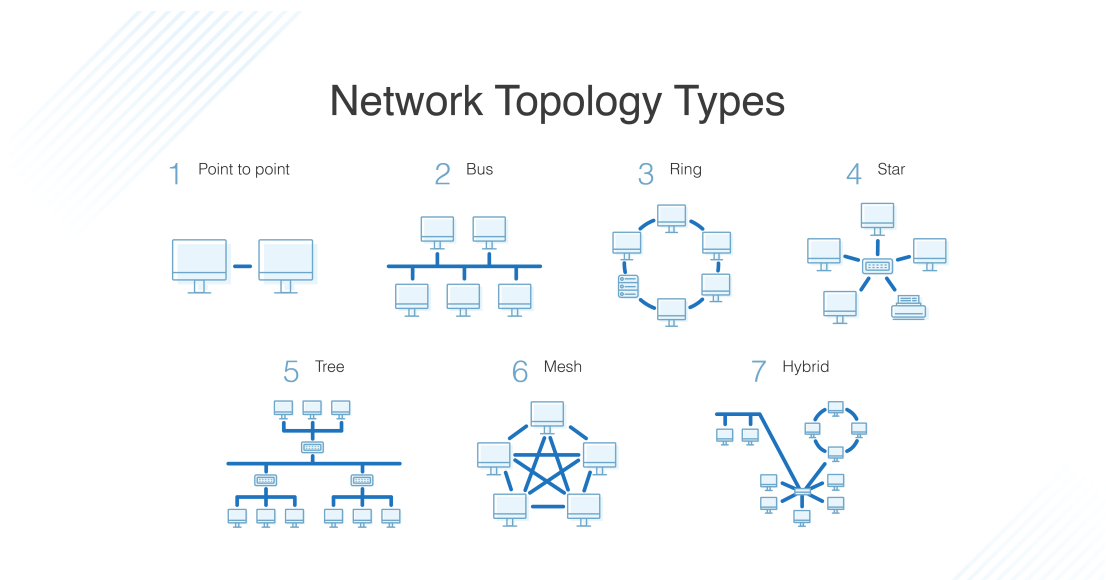 Network Topology Types
1 Point to point
2 Bus
3 Ring
4 Star
5 Tree
6 Mesh
7 Hybrid